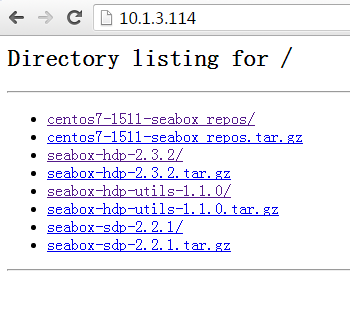 10.1.3.114
Directory listing for /
centos7-1511-seabox_repos/
centos7-1511-seabox_repos.tar.gz
seabox-hdp-2.3.2/
seabox-hdp-2.3.2.tar.gz
seabox-hdp-utils-1.1.0/
seabox-hdp-utils-1.1.0.tar.gz
seabox-sdp-2.2.1/
seabox-sdp-2.2.1.tar.gz